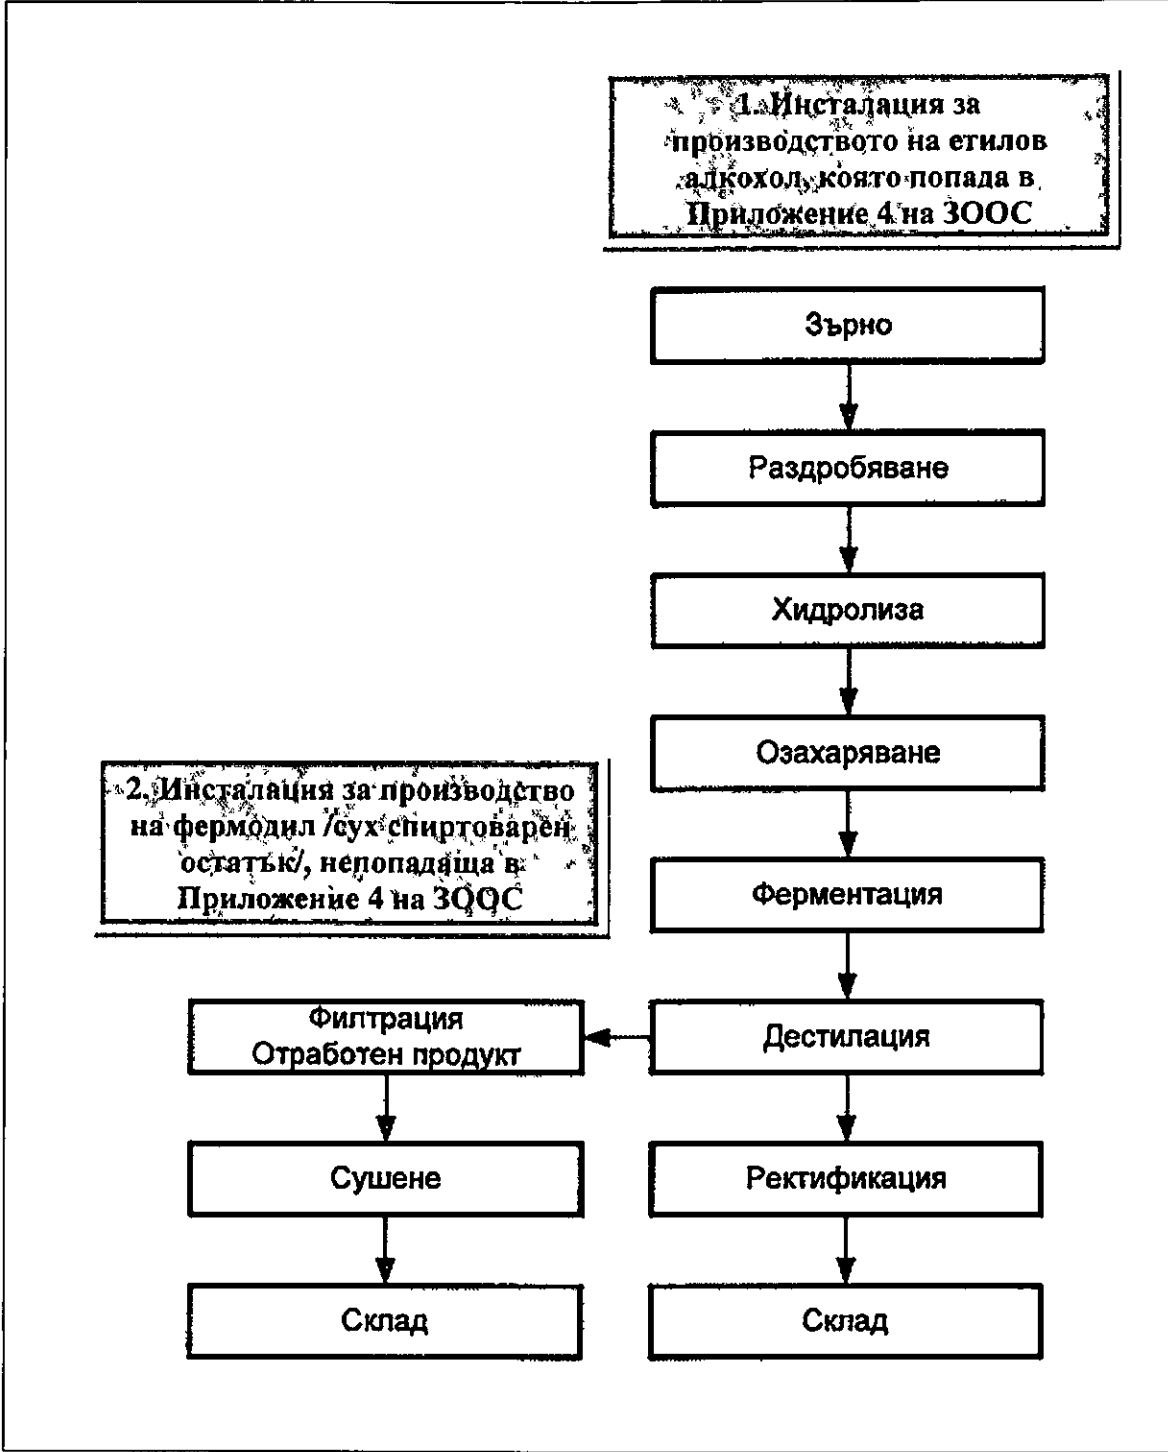 1. Инсталация за
производството на етилов
алкохол, която попада в
Приложение 4 на ЗООС
Зърно
Раздробяване
Хидролиза
Озахаряване
2. Инсталация за производство
на фермодил /сух спиртоварен
остатък/, непопадаща в
Приложение 4 на ЗООС
Ферментация
Филтрация
Отработен продукт
Дестилация
Сушене
Ректификация
Склад
Склад